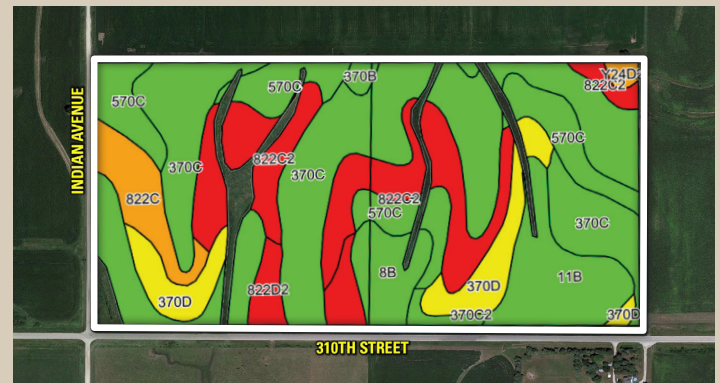 370B
Y24D2
822C2
570C
570C
INDIAN AVENUE
570C
822C2
370C
370C
822C
822C2
570C
370C
8B
11B
822D2
370D
370D
370C2
370D
310TH STREET